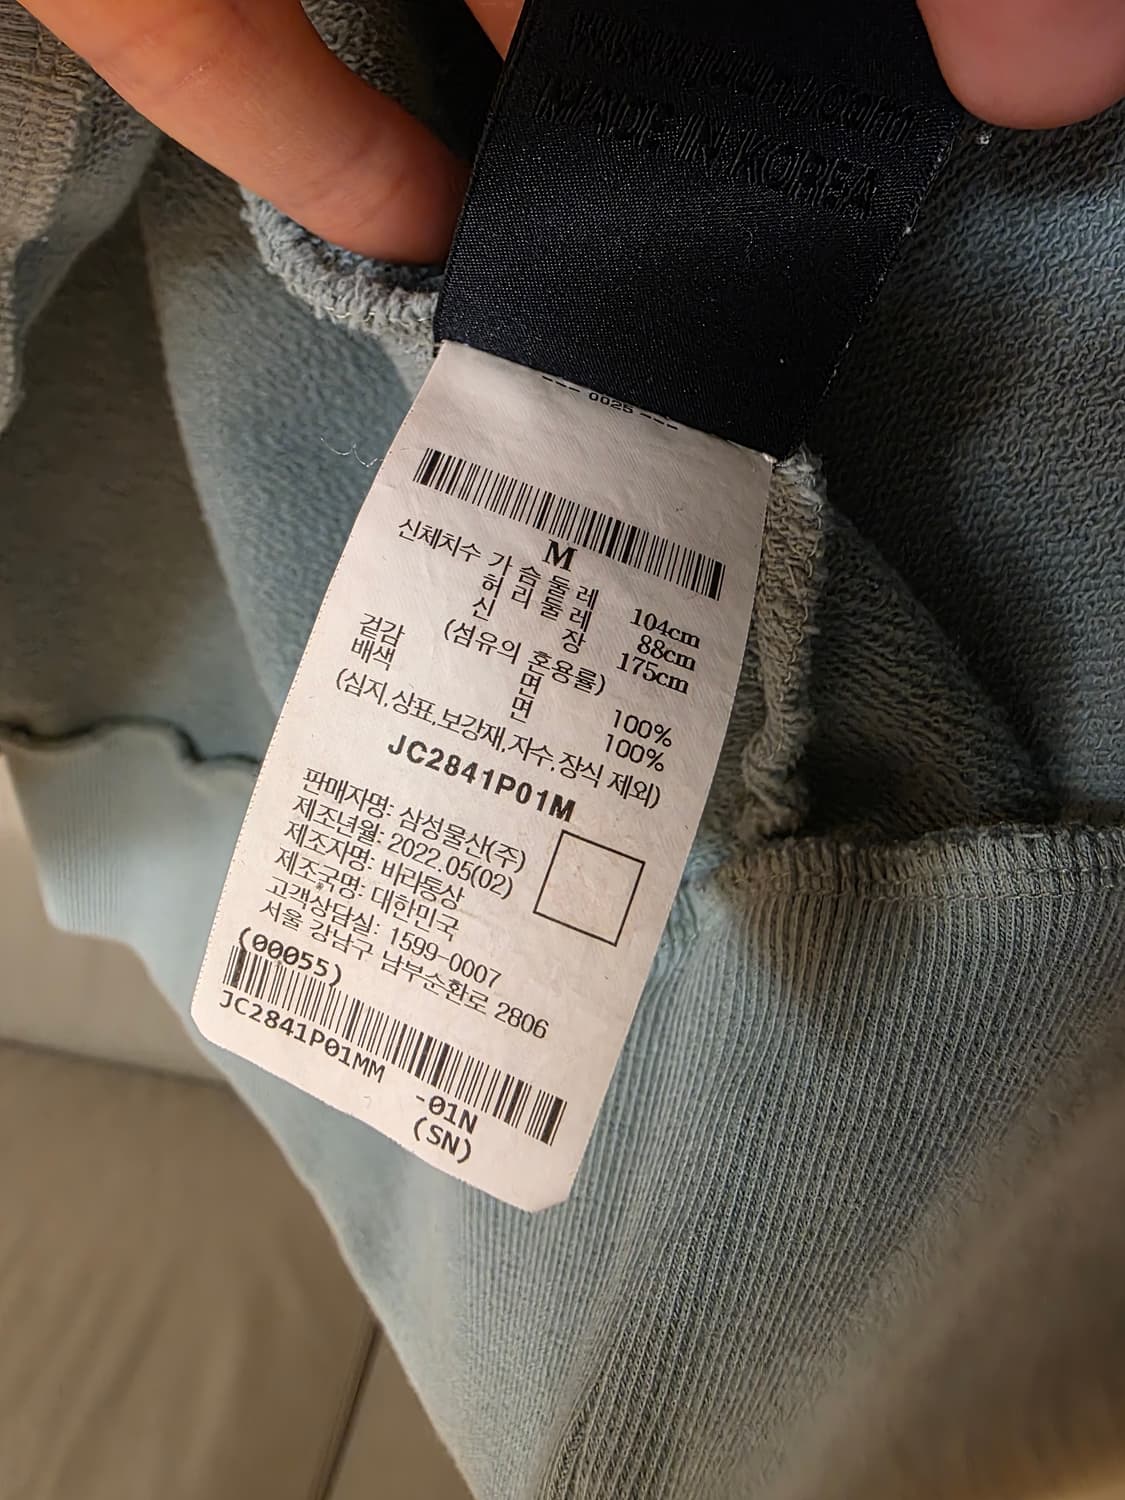 MADE IN KOREA
--- 0025 ---
M
신체치수 가슴둘레 104cm
허리둘레 88cm
신장 175cm
(섬유의 혼용률)
겉감 면 100%
배색 면 100%
(심지,상표,보강재,자수,장식 제외)
JC2841P01M
판매자명: 삼성물산(주)
제조년월: 2022.05(02)
제조자명: 바라통상
제조국명: 대한민국
고객상담실: 1599-0007
서울 강남구 남부순환로 2806
(00055)
JC2841P01MM
-01N
(SN)